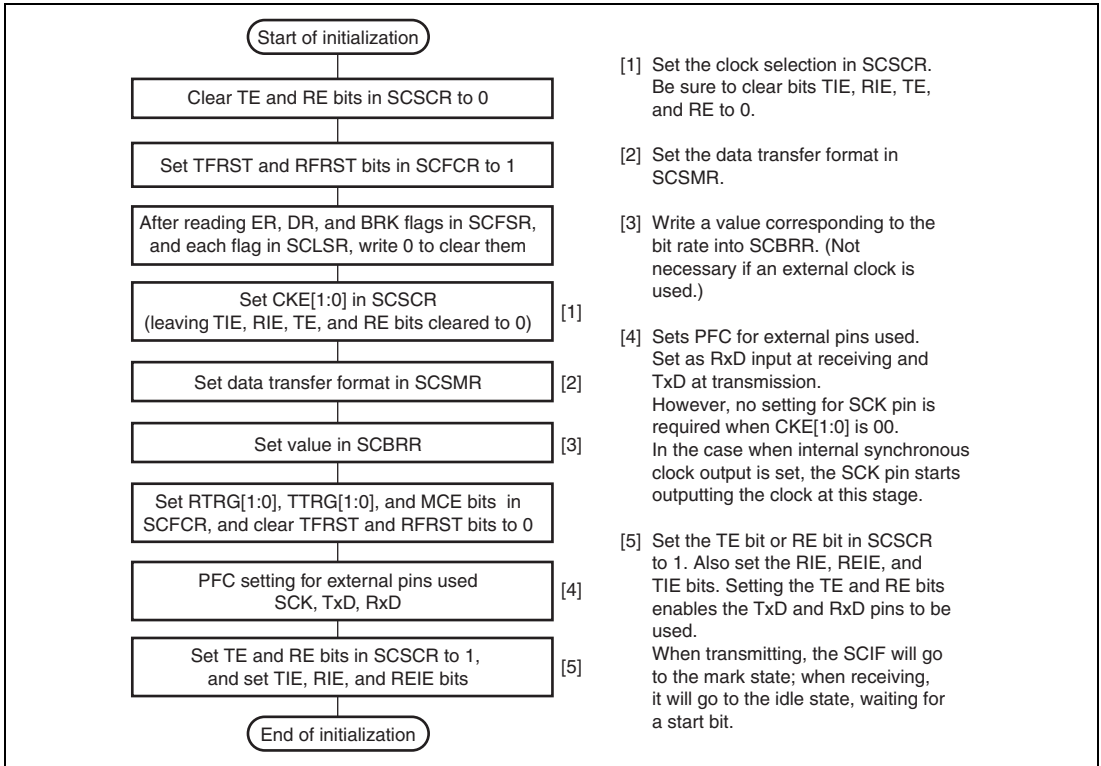 Start of initialization
Clear TE and RE bits in SCSCR to 0
Set TFRST and RFRST bits in SCFCR to 1
After reading ER, DR, and BRK flags in SCFSR,
and each flag in SCLSR, write 0 to clear them
Set CKE[1:0] in SCSCR
(leaving TIE, RIE, TE, and RE bits cleared to 0)
[1]
Set data transfer format in SCSMR
[2]
Set value in SCBRR
[3]
Set RTRG[1:0], TTRG[1:0], and MCE bits in
SCFCR, and clear TFRST and RFRST bits to 0
PFC setting for external pins used
SCK, TxD, RxD
[4]
Set TE and RE bits in SCSCR to 1,
and set TIE, RIE, and REIE bits
[5]
End of initialization
[1] Set the clock selection in SCSCR.
Be sure to clear bits TIE, RIE, TE,
and RE to 0.
[2] Set the data transfer format in
SCSMR.
[3] Write a value corresponding to the
bit rate into SCBRR. (Not
necessary if an external clock is
used.)
[4] Sets PFC for external pins used.
Set as RxD input at receiving and
TxD at transmission.
However, no setting for SCK pin is
required when CKE[1:0] is 00.
In the case when internal synchronous
clock output is set, the SCK pin starts
outputting the clock at this stage.
[5] Set the TE bit or RE bit in SCSCR
to 1. Also set the RIE, REIE, and
TIE bits. Setting the TE and RE bits
enables the TxD and RxD pins to be
used.
When transmitting, the SCIF will go
to the mark state; when receiving,
it will go to the idle state, waiting for
a start bit.